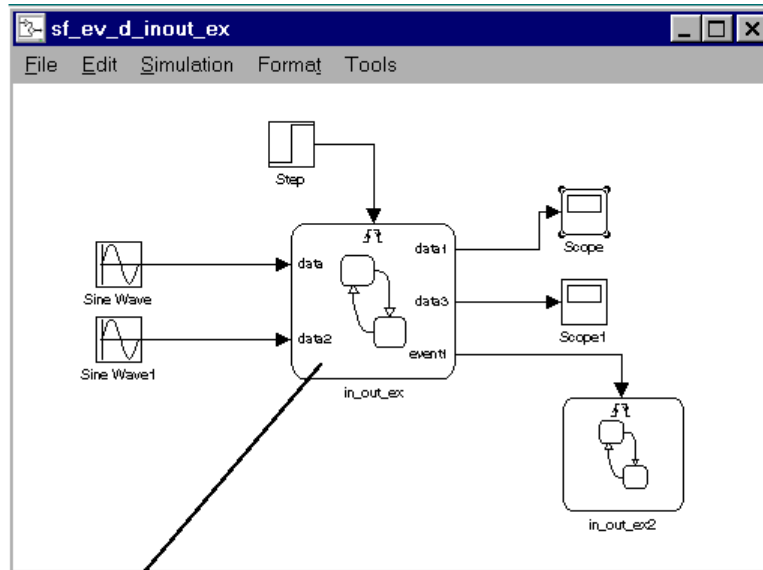 sf_ev_d_inout_ex
File Edit Simulation Format Tools
Step
data
data1
Scope
Sine Wave
data3
data2
Scope1
event1
Sine Wave1
in_out_ex
in_out_ex2